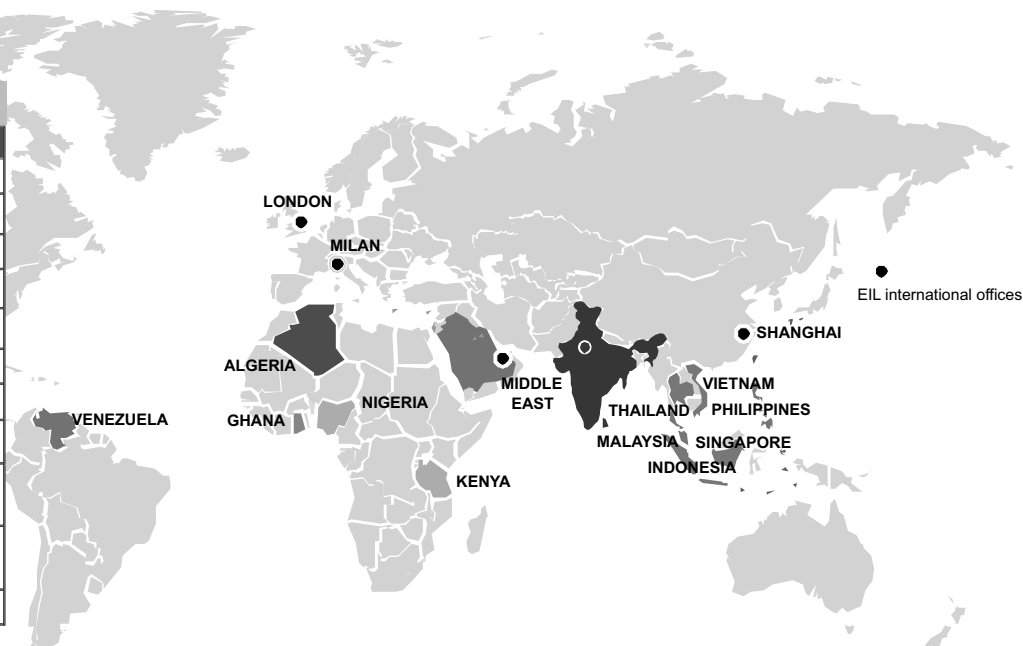 LONDON
MILAN
EIL international offices
SHANGHAI
ALGERIA
MIDDLE
EAST
VIETNAM
NIGERIA
THAILAND
PHILIPPINES
VENEZUELA
GHANA
MALAYSIA
SINGAPORE
INDONESIA
KENYA